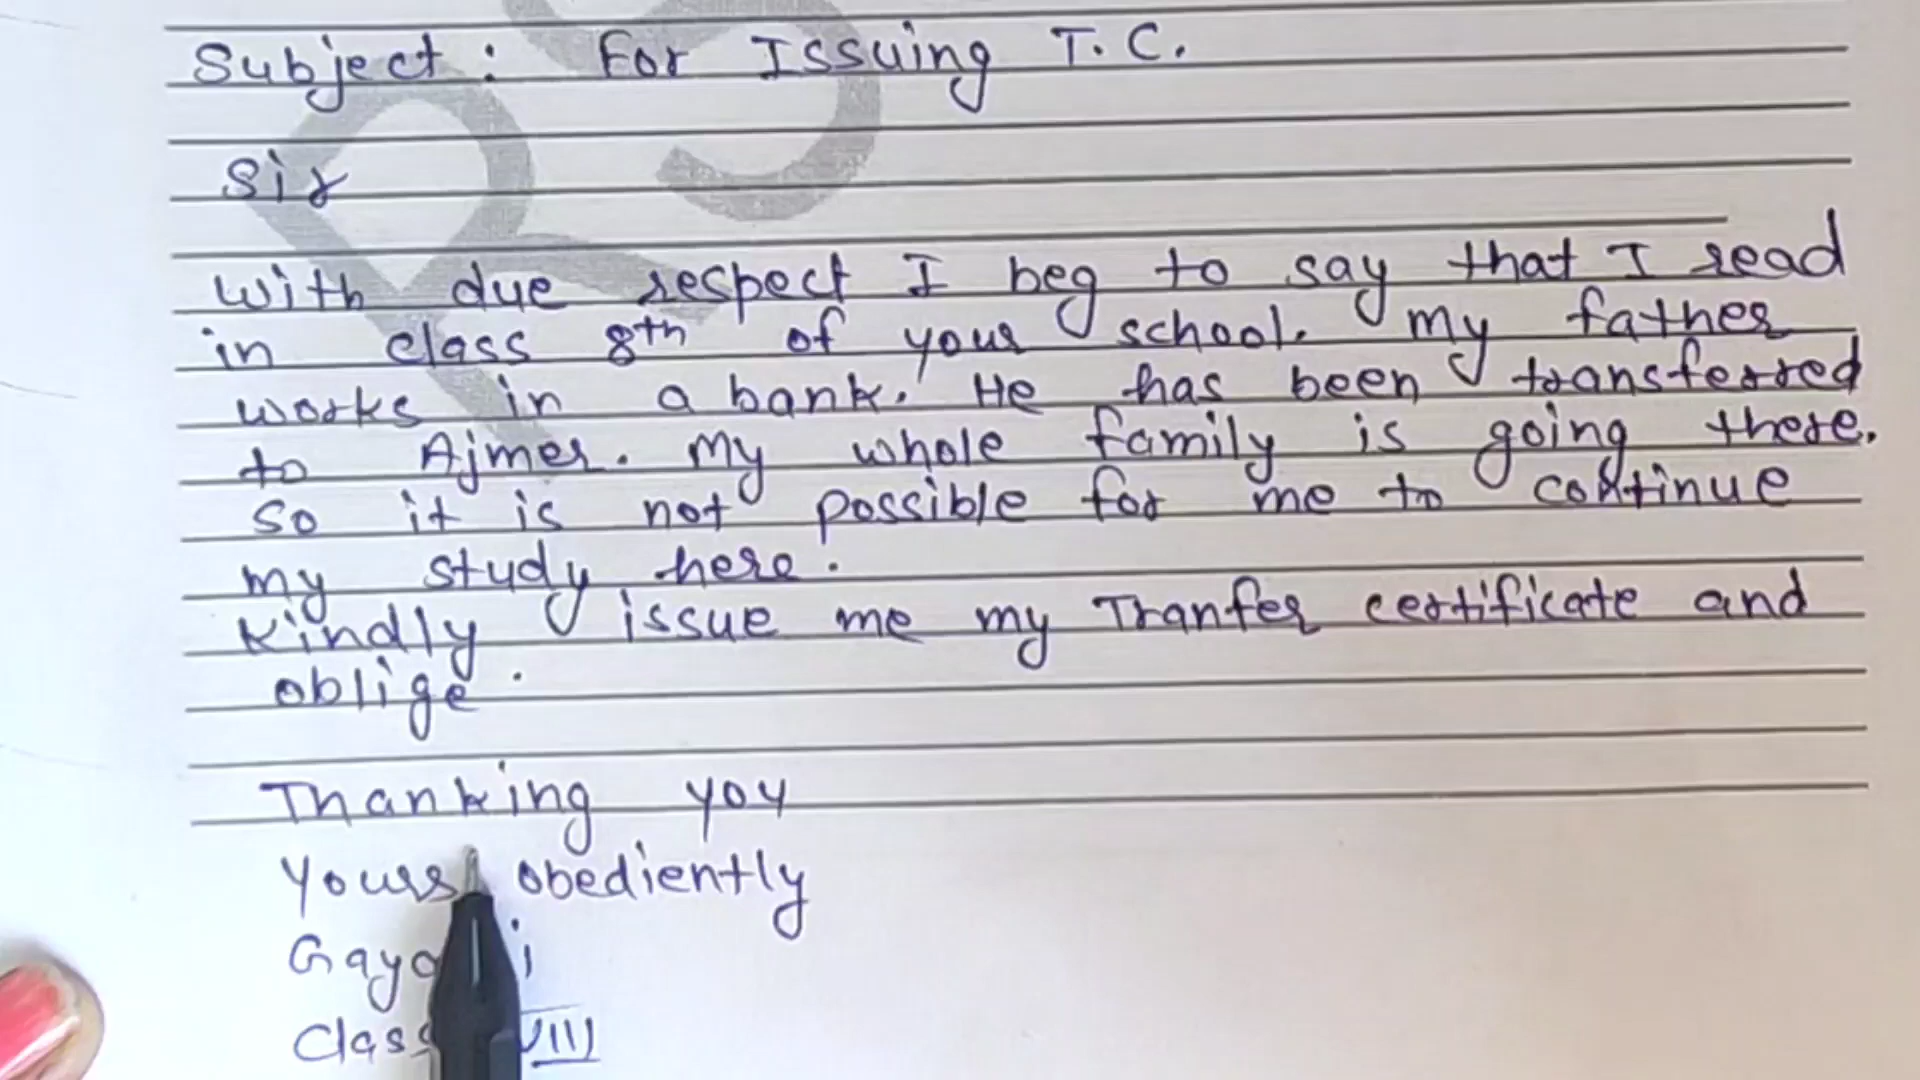 Subject : For Issuing T. C.
Sir
with due respect I beg to say that I read
in class 8th of your school. my father
works in a bank. He has been transferred
to Ajmer. my whole family is going there.
so it is not possible for me to continue
my study here.
Kindly issue me my Tranfer certificate and
oblige.
Thanking you
Yours obediently
Class VIII